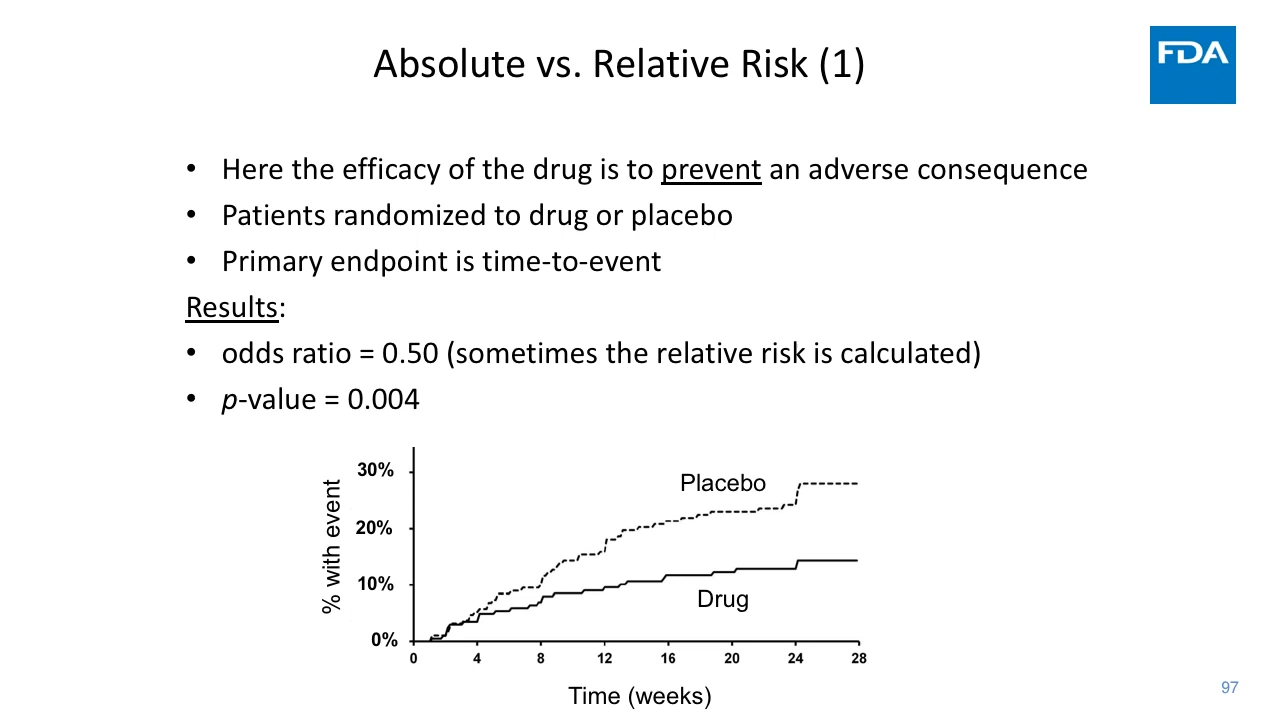 Absolute vs. Relative Risk (1)
FDA
• Here the efficacy of the drug is to prevent an adverse consequence
• Patients randomized to drug or placebo
• Primary endpoint is time-to-event
Results:
• odds ratio = 0.50 (sometimes the relative risk is calculated)
• p-value = 0.004
% with event
30%
20%
10%
0%
Placebo
Drug
0 4 8 12 16 20 24 28
Time (weeks)
97